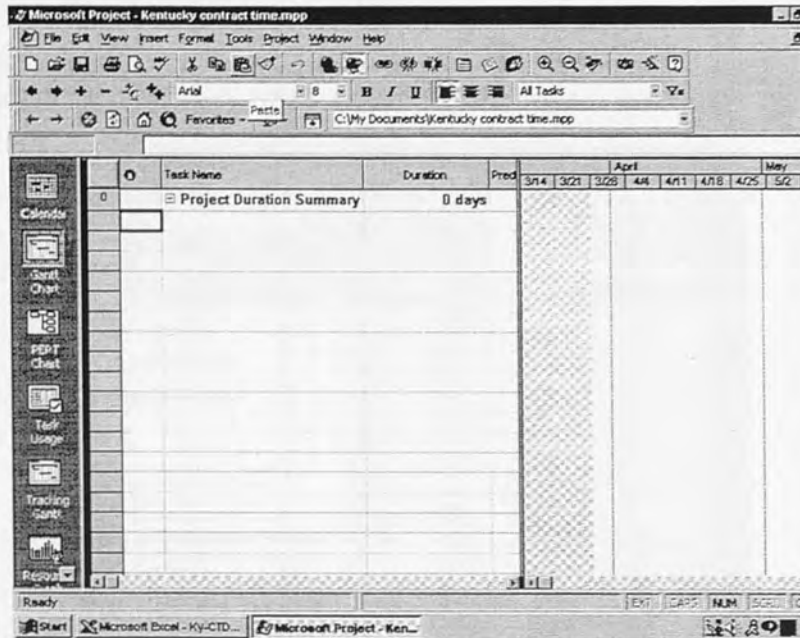 Microsoft Project - Kentucky contract time.mpp
File Edit View Insert Format Tools Project Window Help
Arial 8 B I U All Tasks
Favorites - Paste C:\My Documents\Kentucky contract time.mpp
Task Name Duration Pred
April May
3/14 3/21 3/28 4/4 4/11 4/18 4/25 5/2
0 Project Duration Summary 0 days
Calendar
Gantt
Chart
PERT
Chart
Task
Usage
Tracking
Gantt
Ready EXT CAPS NUM SCRL
Start Microsoft Excel - Ky-CTD... Microsoft Project - Ken...